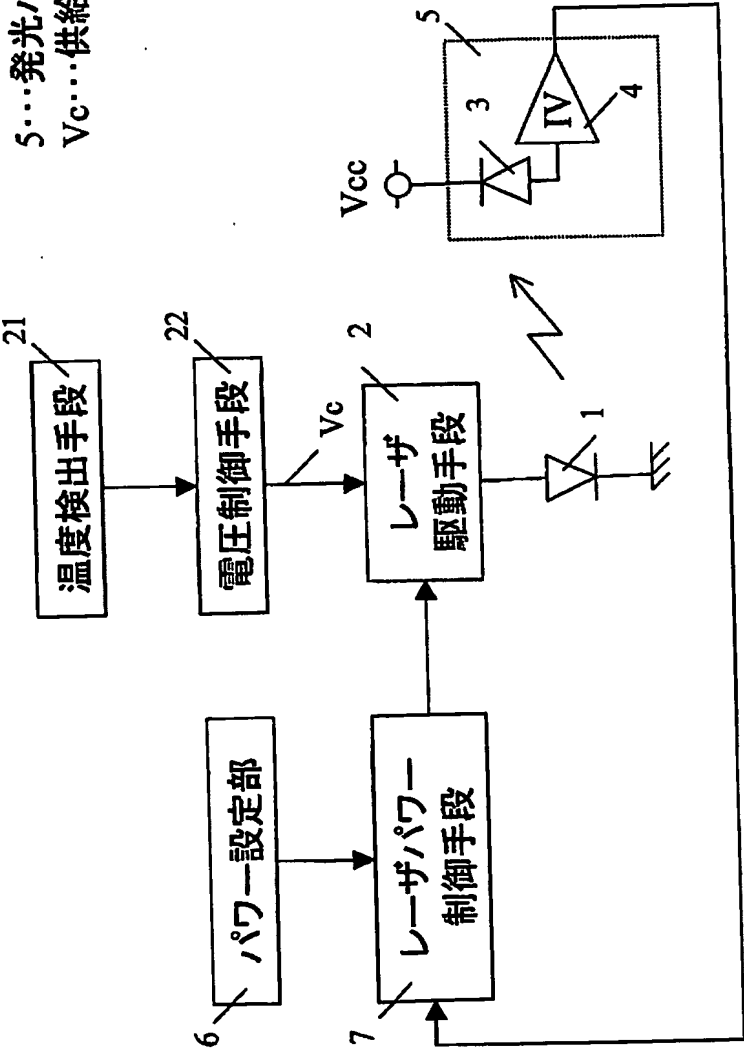 5…発光
Vc…供給
21
温度検出手段
22
電圧制御手段
Vc
2
レーザ
駆動手段
1
Vcc
5
3
IV
4
6
パワー設定部
7
レーザパワー
制御手段